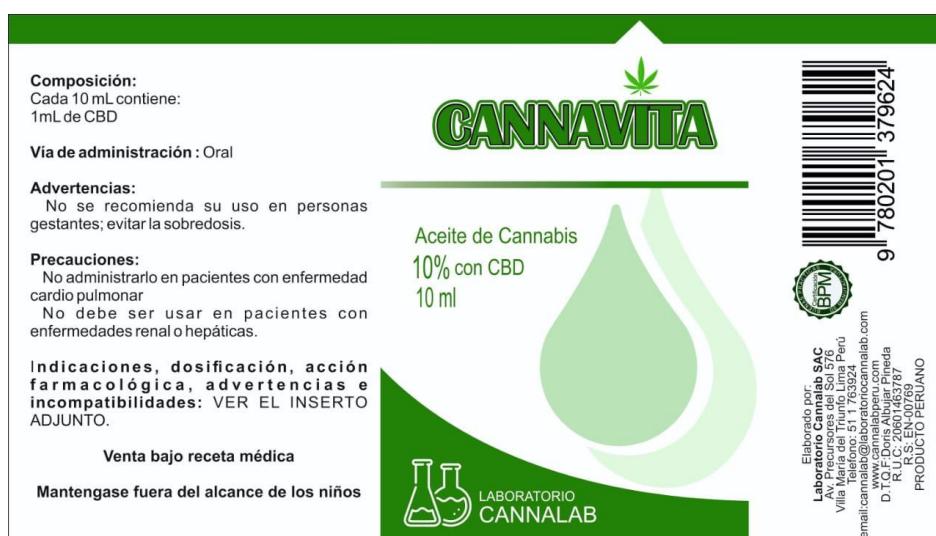 Composición:
Cada 10 mL contiene:
1mL de CBD
Vía de administración : Oral
Advertencias:
No se recomienda su uso en personas
gestantes; evitar la sobredosis.
Precauciones:
No administrarlo en pacientes con enfermedad
cardio pulmonar
No debe ser usar en pacientes con
enfermedades renal o hepáticas.
Indicaciones, dosificación, acción
farmacológica, advertencias e
incompatibilidades: VER EL INSERTO
ADJUNTO.
Venta bajo receta médica
Mantengase fuera del alcance de los niños
CANNAVITA
Aceite de Cannabis
10% con CBD
10 ml
LABORATORIO
CANNALAB
9 780201 379624
Certificación
BPM
Elaborado por:
Laboratorio Cannalab SAC
Av. Precursores del Sol 576
Villa María del Triunfo Lima Perú
Telefono: 51 1 763924
email:cannalab@laboratoriocannalab.com
www.cannalabperu.com
D.T.Q.F:Doris Albujar Pineda
R.U.C: 20601463787
R.S: EN-00769
PRODUCTO PERUANO